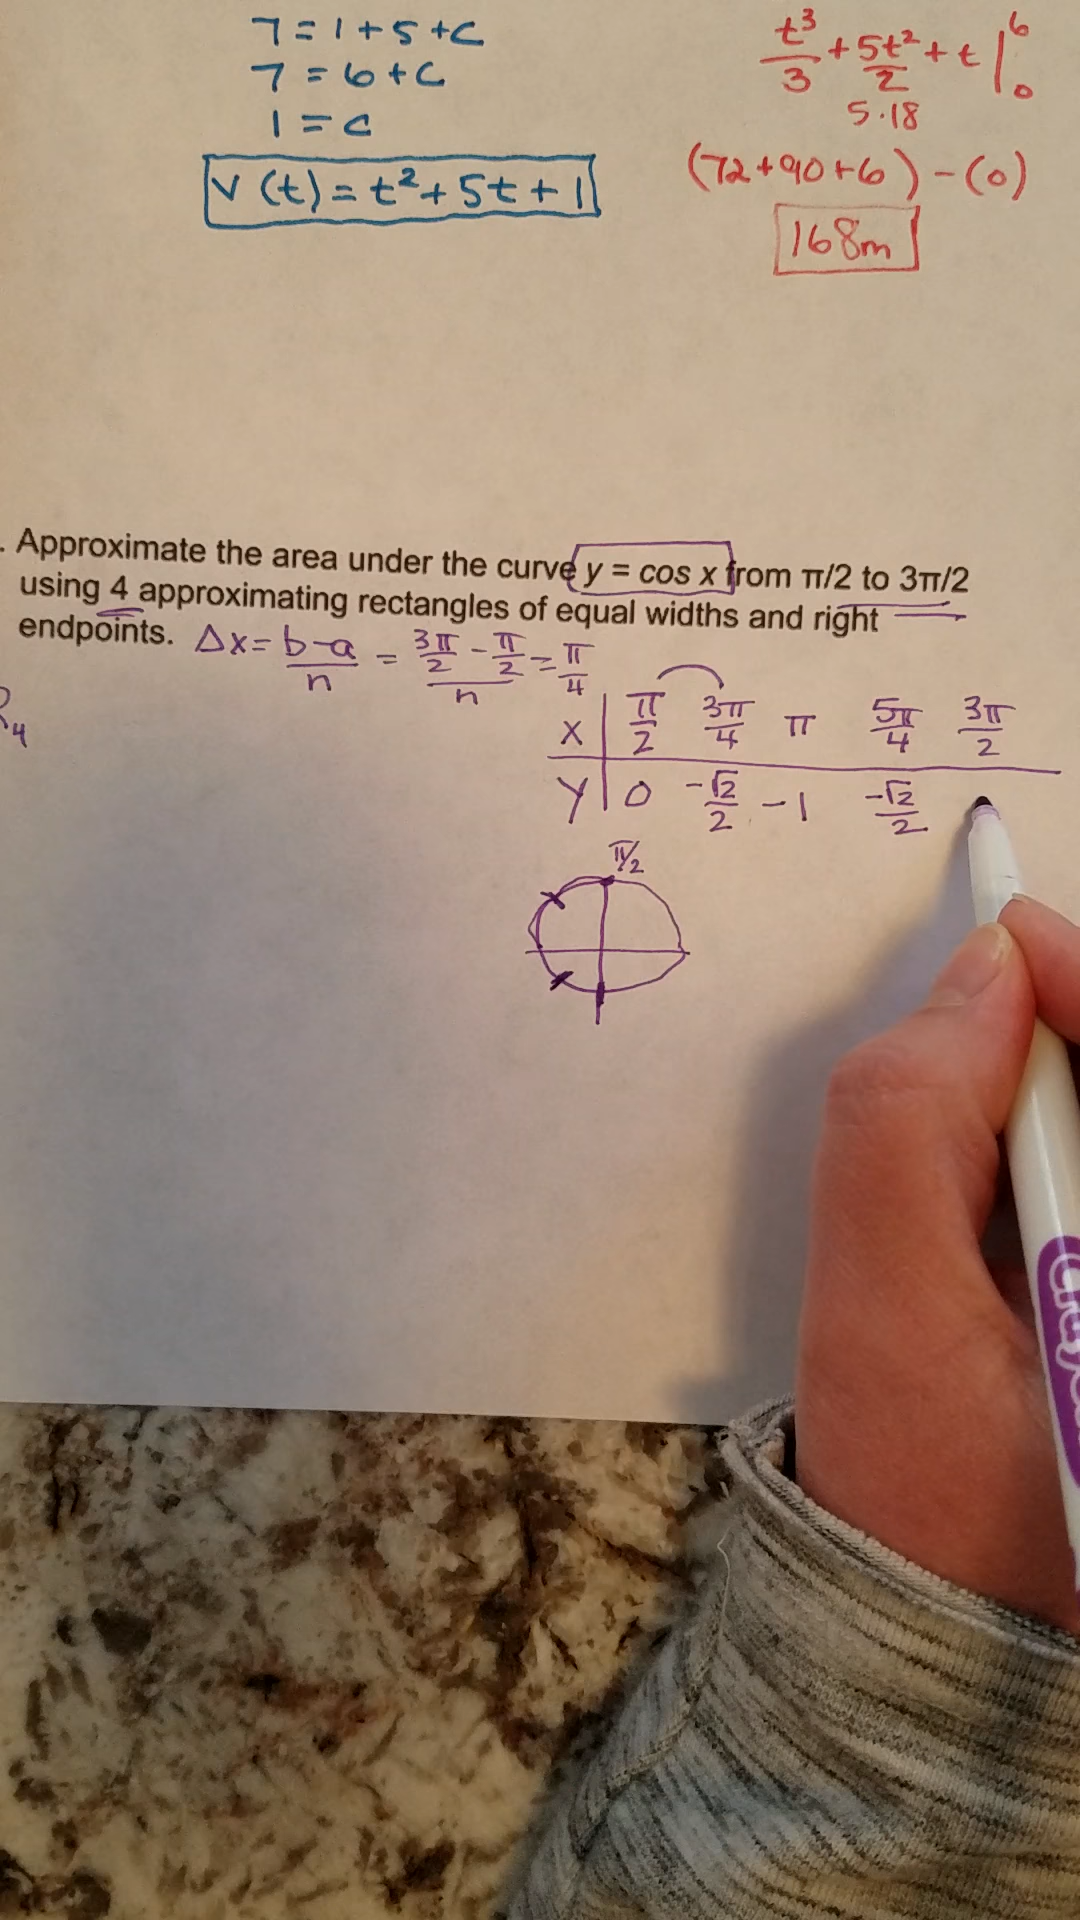 7 = 1 + 5 + C
7 = 6 + C
1 = C
v (t) = t² + 5t + 1
t³/3 + 5t²/2 + t |₀⁶
5·18
(72 + 90 + 6) - (0)
168m
. Approximate the area under the curve y = cos x from π/2 to 3π/2
using 4 approximating rectangles of equal widths and right
endpoints. Δx = b-a/n = 3π/2 - π/2 / n = π/4
x | π/2 3π/4 π 5π/4 3π/2
y | 0 -√2/2 -1 -√2/2
π/2